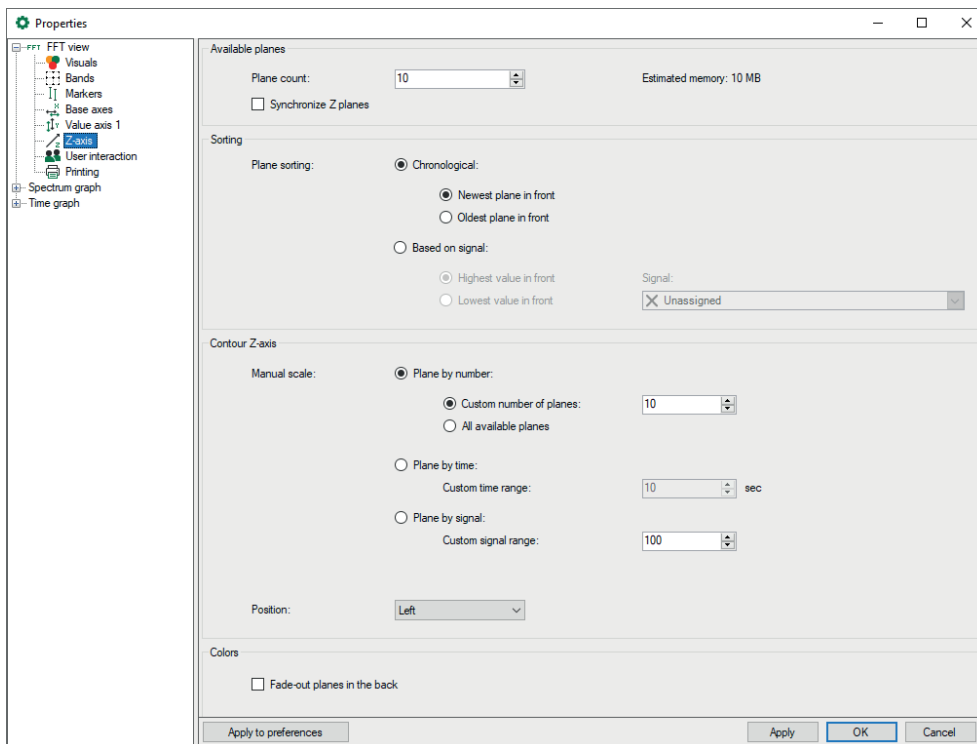 Properties
FFT FFT view
Visuals
Bands
Markers
Base axes
Value axis 1
Z-axis
User interaction
Printing
Spectrum graph
Time graph
Available planes
Plane count: 10 Estimated memory: 10 MB
Synchronize Z planes
Sorting
Plane sorting: Chronological:
Newest plane in front
Oldest plane in front
Based on signal:
Highest value in front Signal:
Lowest value in front Unassigned
Contour Z-axis
Manual scale: Plane by number:
Custom number of planes: 10
All available planes
Plane by time:
Custom time range: 10 sec
Plane by signal:
Custom signal range: 100
Position: Left
Colors
Fade-out planes in the back
Apply to preferences Apply OK Cancel